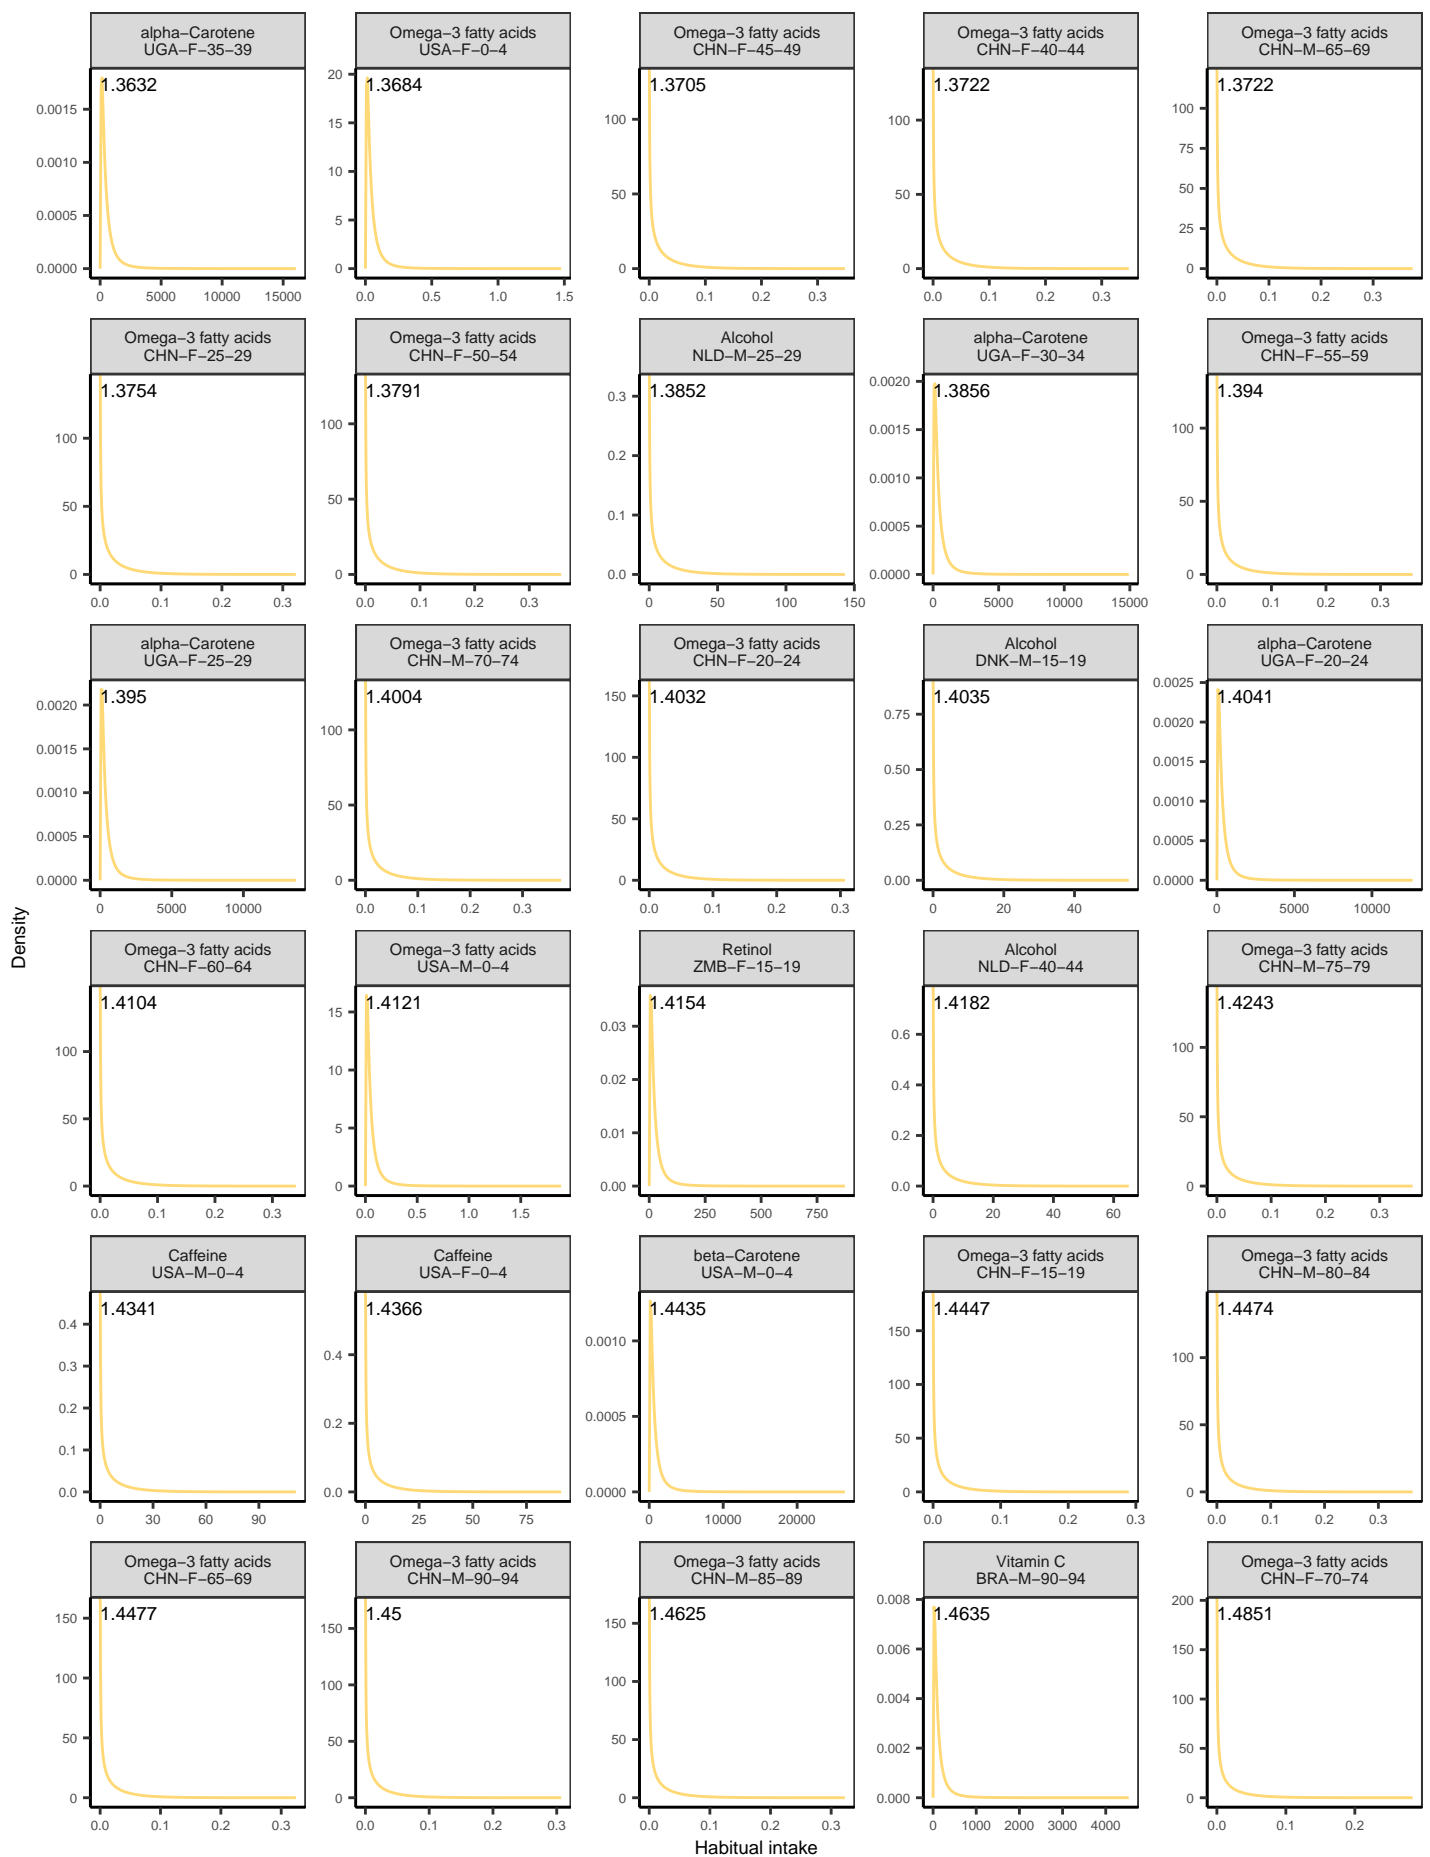 alpha−Carotene
UGA−F−35−39
Omega−3 fatty acids
USA−F−0−4
Omega−3 fatty acids
CHN−F−45−49
Omega−3 fatty acids
CHN−F−40−44
Omega−3 fatty acids
CHN−M−65−69
1.3632
0.0015
0.0010
0.0005
0.0000
0 5000 10000 15000
1.3684
20
15
10
5
0
0.0 0.5 1.0 1.5
1.3705
100
50
0
0.0 0.1 0.2 0.3
1.3722
100
50
0
0.0 0.1 0.2 0.3
1.3722
100
75
50
25
0
0.0 0.1 0.2 0.3
Omega−3 fatty acids
CHN−F−25−29
Omega−3 fatty acids
CHN−F−50−54
Alcohol
NLD−M−25−29
alpha−Carotene
UGA−F−30−34
Omega−3 fatty acids
CHN−F−55−59
1.3754
100
50
0
0.0 0.1 0.2 0.3
1.3791
100
50
0
0.0 0.1 0.2 0.3
1.3852
0.3
0.2
0.1
0.0
0 50 100 150
1.3856
0.0020
0.0015
0.0010
0.0005
0.0000
0 5000 10000 15000
1.394
100
50
0
0.0 0.1 0.2 0.3
alpha−Carotene
UGA−F−25−29
Omega−3 fatty acids
CHN−M−70−74
Omega−3 fatty acids
CHN−F−20−24
Alcohol
DNK−M−15−19
alpha−Carotene
UGA−F−20−24
1.395
0.0020
0.0015
0.0010
0.0005
0.0000
0 5000 10000
1.4004
100
50
0
0.0 0.1 0.2 0.3
1.4032
150
100
50
0
0.0 0.1 0.2 0.3
1.4035
0.75
0.50
0.25
0.00
0 20 40
1.4041
0.0025
0.0020
0.0015
0.0010
0.0005
0.0000
0 5000 10000
Density
Omega−3 fatty acids
CHN−F−60−64
Omega−3 fatty acids
USA−M−0−4
Retinol
ZMB−F−15−19
Alcohol
NLD−F−40−44
Omega−3 fatty acids
CHN−M−75−79
1.4104
100
50
0
0.0 0.1 0.2 0.3
1.4121
15
10
5
0
0.0 0.5 1.0 1.5
1.4154
0.03
0.02
0.01
0.00
0 250 500 750
1.4182
0.6
0.4
0.2
0.0
0 20 40 60
1.4243
100
50
0
0.0 0.1 0.2 0.3
Caffeine
USA−M−0−4
Caffeine
USA−F−0−4
beta−Carotene
USA−M−0−4
Omega−3 fatty acids
CHN−F−15−19
Omega−3 fatty acids
CHN−M−80−84
1.4341
0.4
0.3
0.2
0.1
0.0
0 30 60 90
1.4366
0.4
0.2
0.0
0 25 50 75
1.4435
0.0010
0.0005
0.0000
0 10000 20000
1.4447
150
100
50
0
0.0 0.1 0.2 0.3
1.4474
100
50
0
0.0 0.1 0.2 0.3
Omega−3 fatty acids
CHN−F−65−69
Omega−3 fatty acids
CHN−M−90−94
Omega−3 fatty acids
CHN−M−85−89
Vitamin C
BRA−M−90−94
Omega−3 fatty acids
CHN−F−70−74
1.4477
150
100
50
0
0.0 0.1 0.2 0.3
1.45
150
100
50
0
0.0 0.1 0.2 0.3
1.4625
150
100
50
0
0.0 0.1 0.2 0.3
1.4635
0.008
0.006
0.004
0.002
0.000
0 1000 2000 3000 4000
1.4851
200
150
100
50
0
0.0 0.1 0.2
Habitual intake